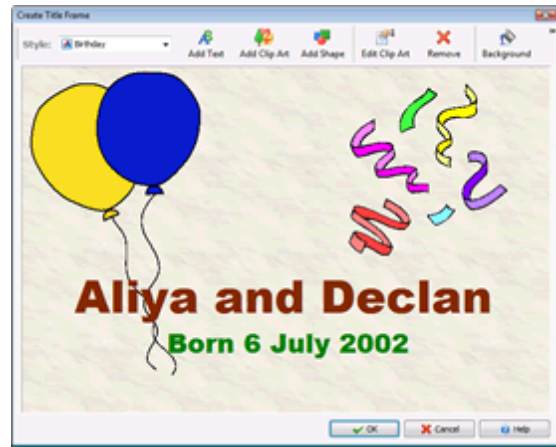 Create Title Frame
Style: Birthday Add Text Add Clip Art Add Shape Edit Clip Art Remove Background
Aliya and Declan
Born 6 July 2002
OK Cancel Help